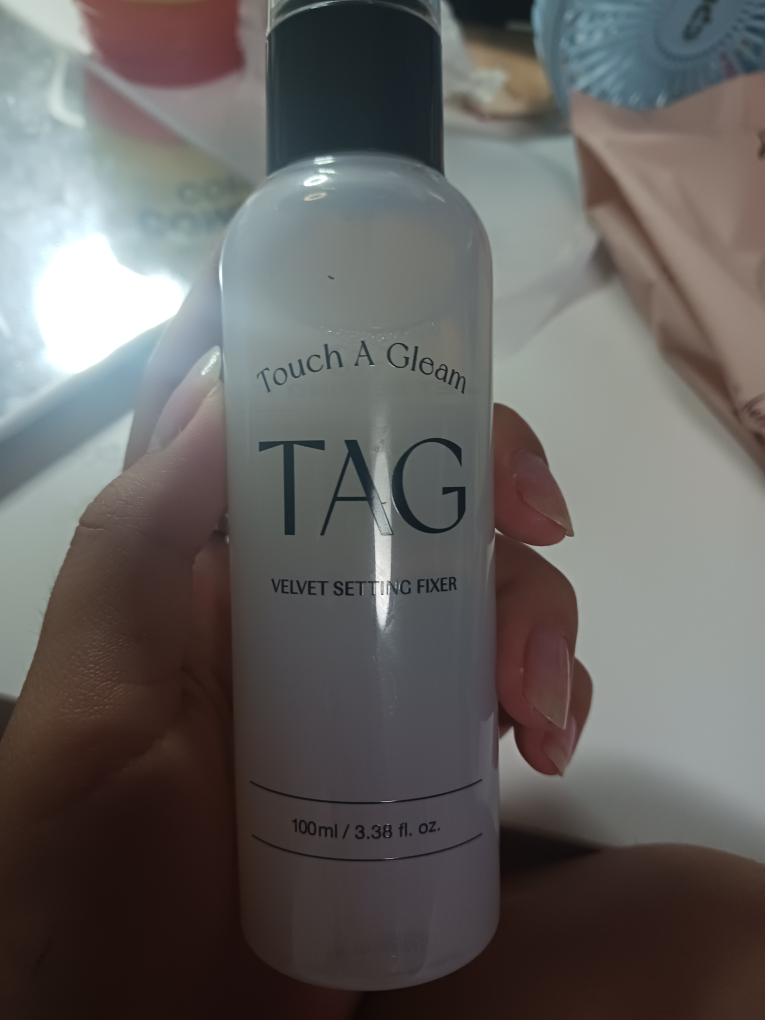 Touch A Gleam
TAG
VELVET SETTING FIXER
100ml / 3.38 fl. oz.